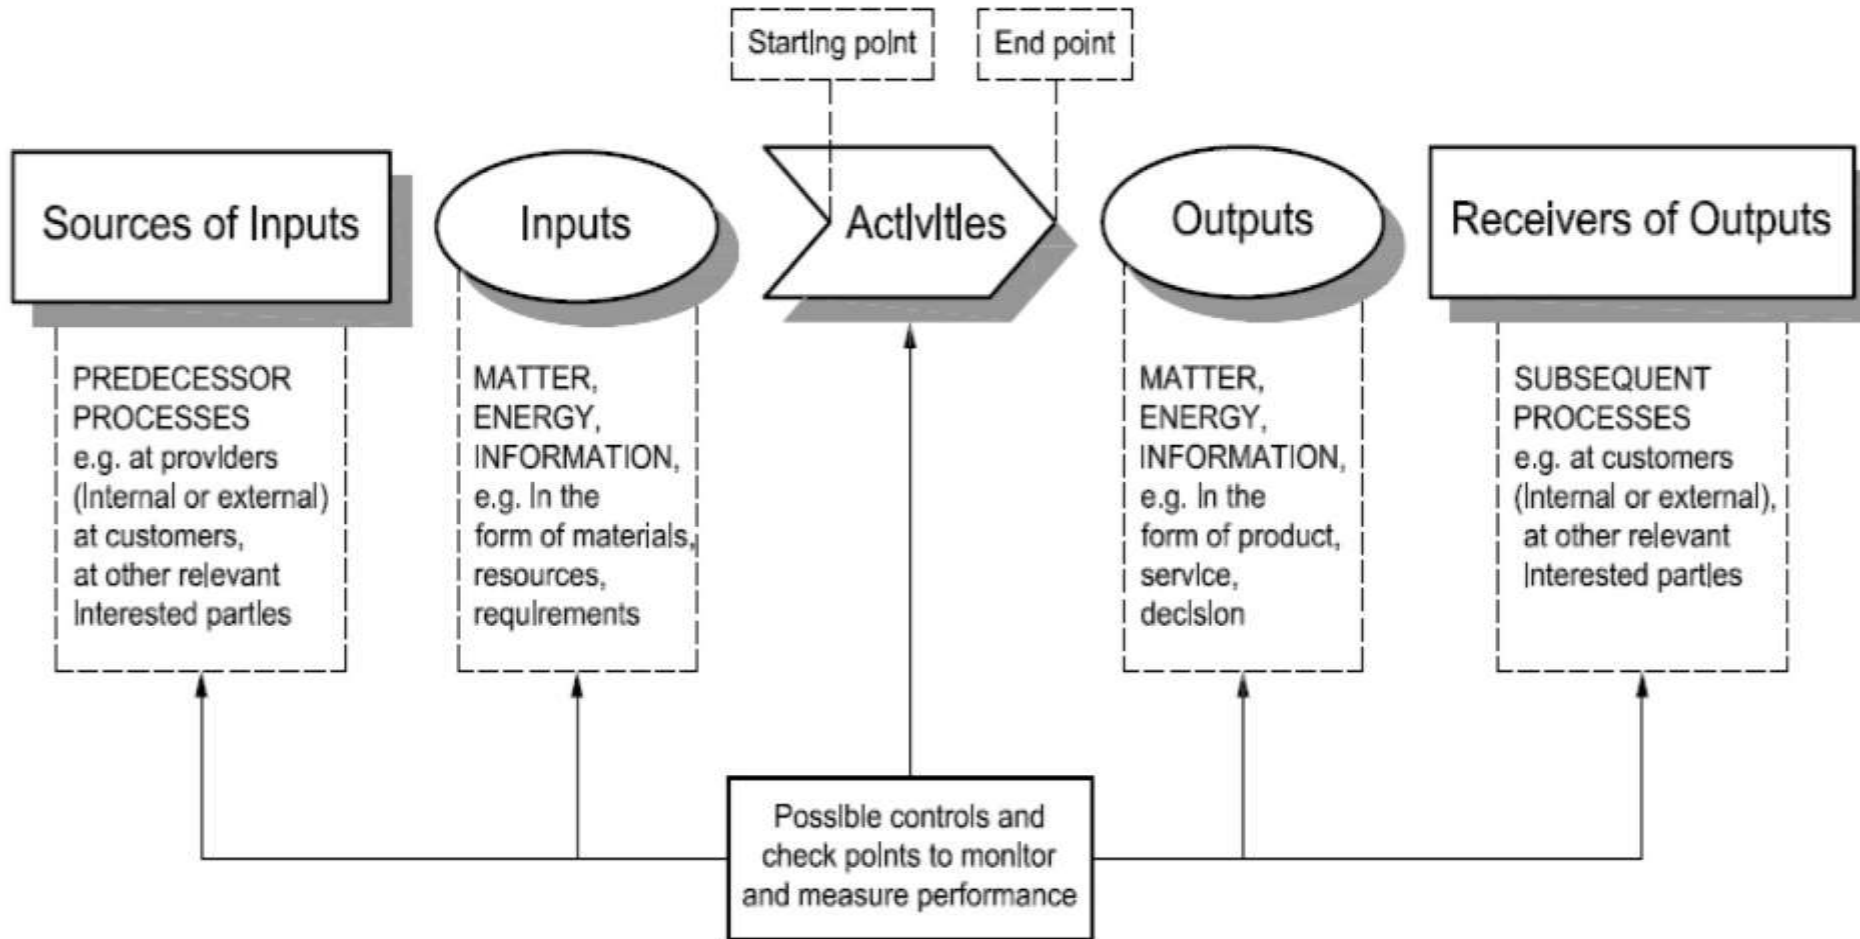 Starting point
End point
Sources of Inputs
Inputs
Activities
Outputs
Receivers of Outputs
PREDECESSOR
PROCESSES
e.g. at providers
(internal or external)
at customers,
at other relevant
interested parties
MATTER,
ENERGY,
INFORMATION,
e.g. in the
form of materials,
resources,
requirements
MATTER,
ENERGY,
INFORMATION,
e.g. in the
form of product,
service,
decision
SUBSEQUENT
PROCESSES
e.g. at customers
(internal or external),
at other relevant
interested parties
Possible controls and
check points to monitor
and measure performance